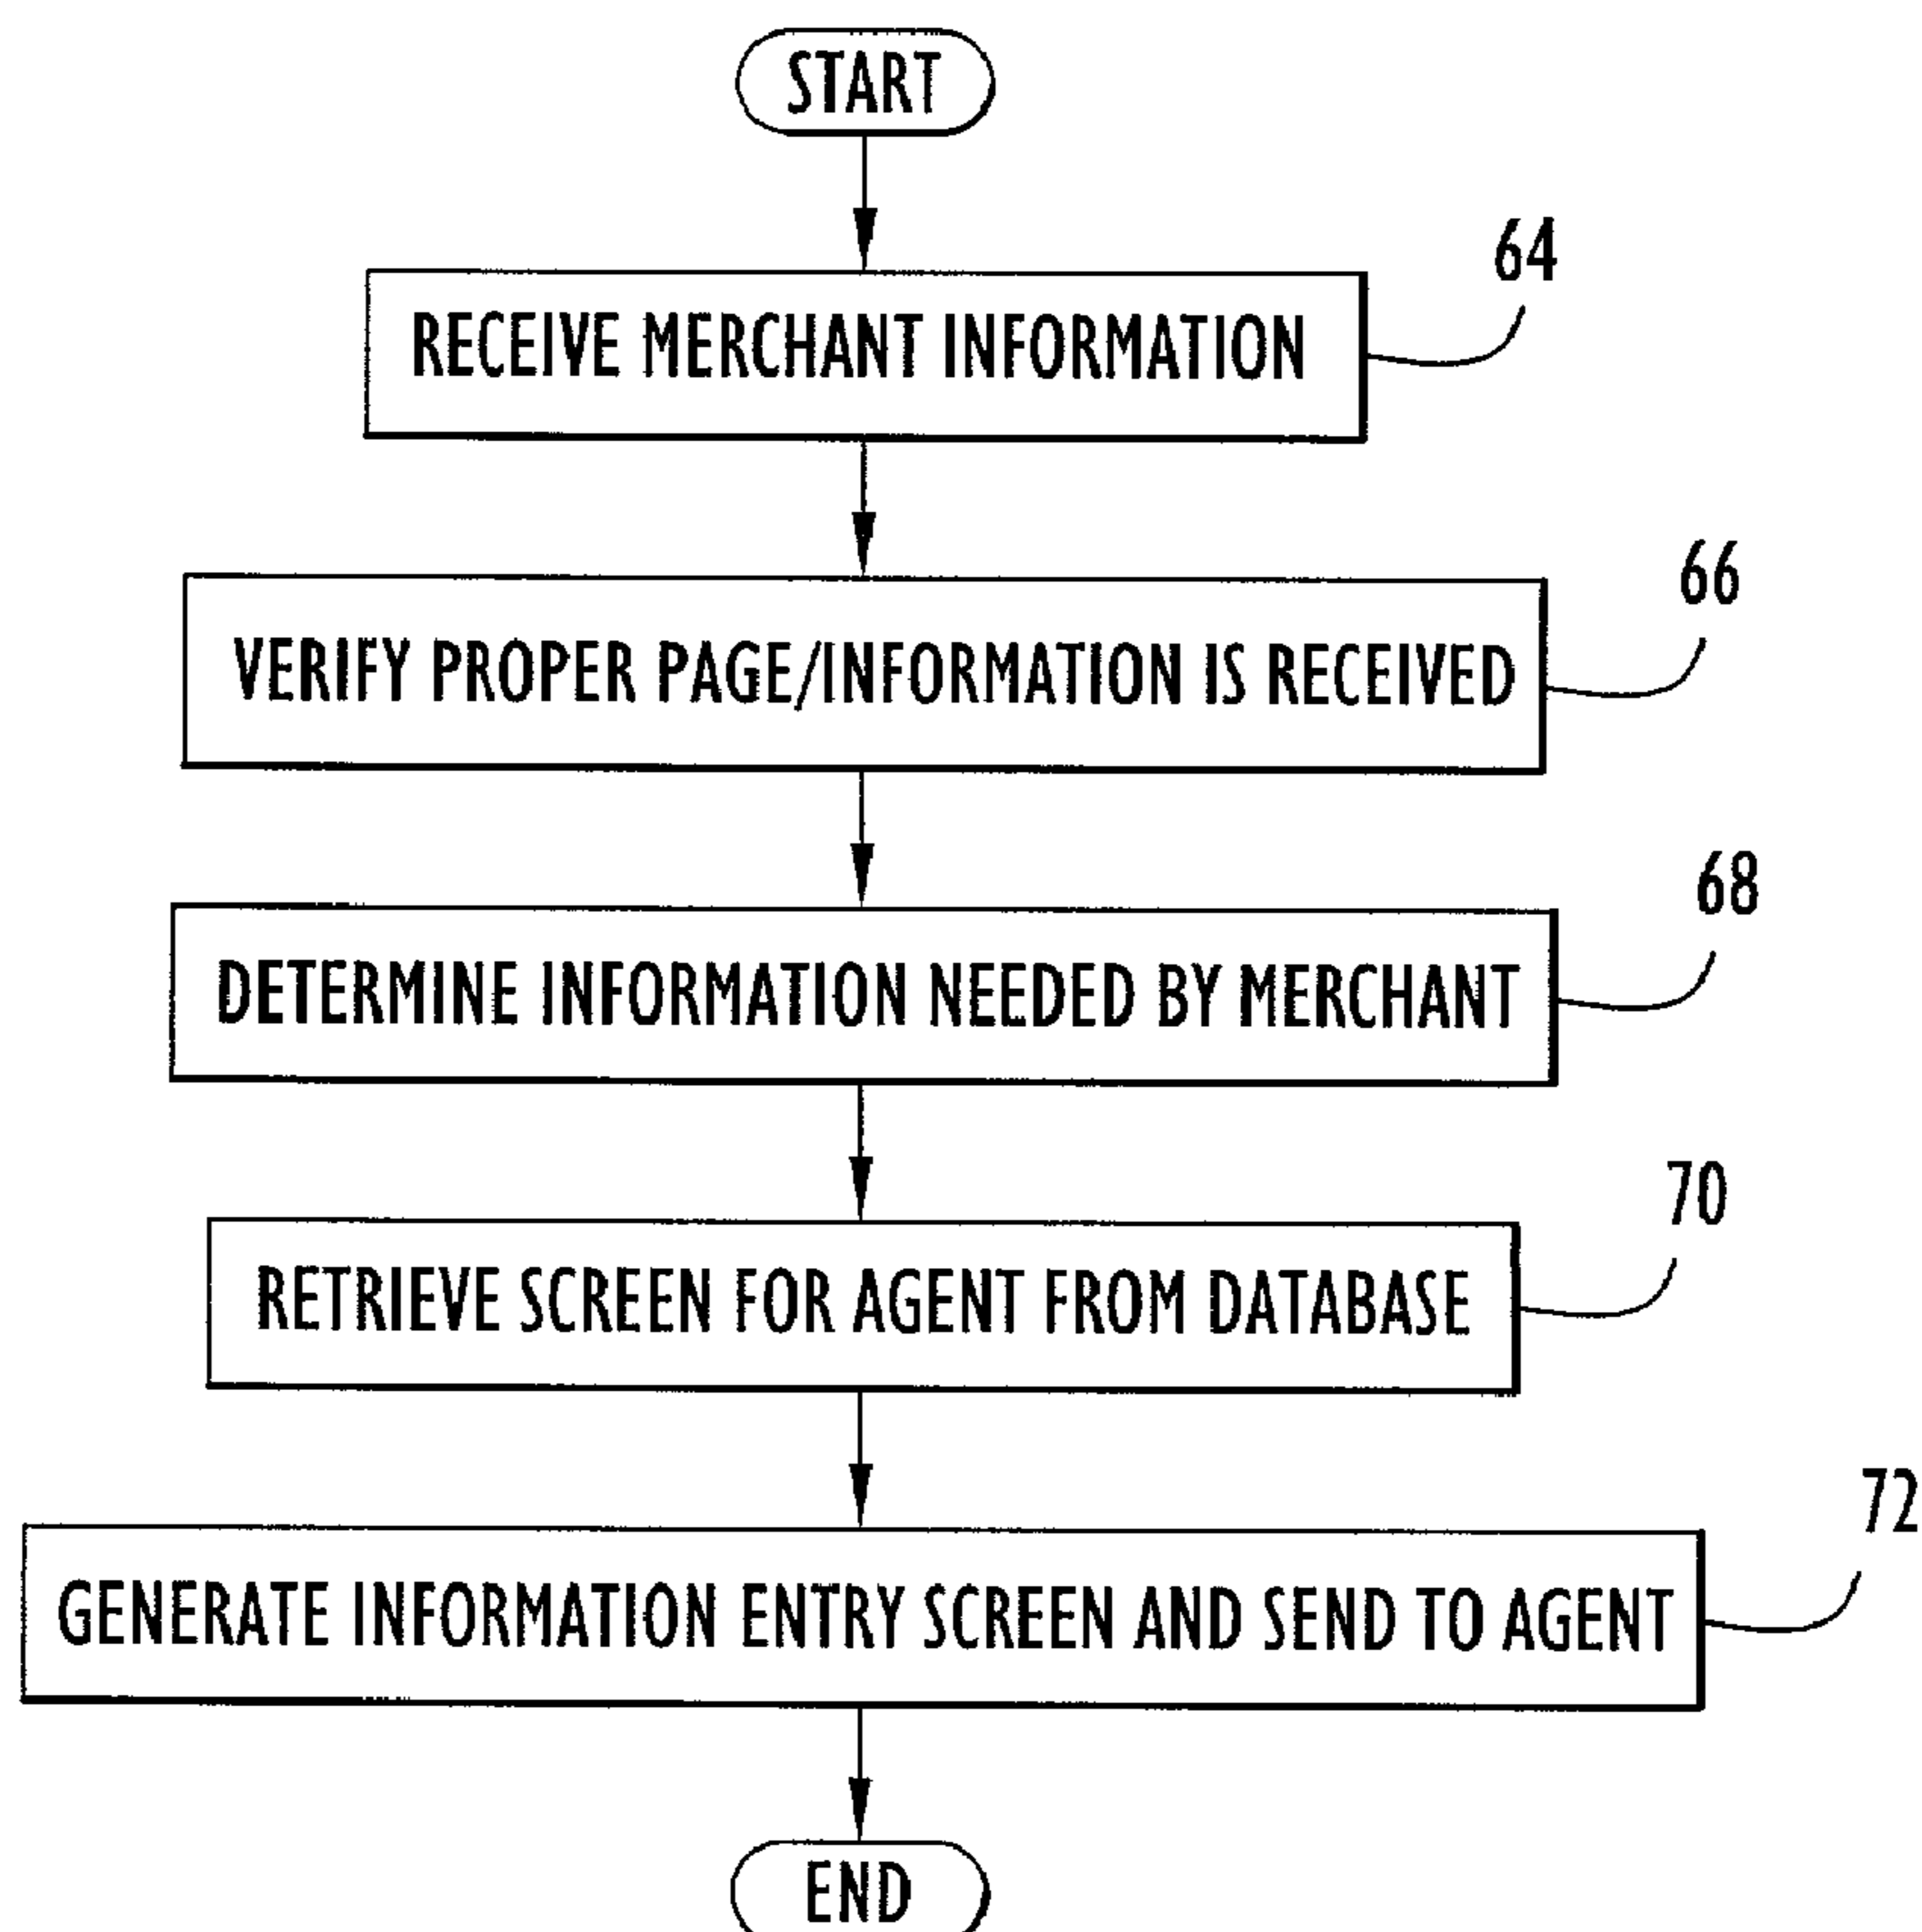 START
64
RECEIVE MERCHANT INFORMATION
66
VERIFY PROPER PAGE/INFORMATION IS RECEIVED
68
DETERMINE INFORMATION NEEDED BY MERCHANT
70
RETRIEVE SCREEN FOR AGENT FROM DATABASE
72
GENERATE INFORMATION ENTRY SCREEN AND SEND TO AGENT
END